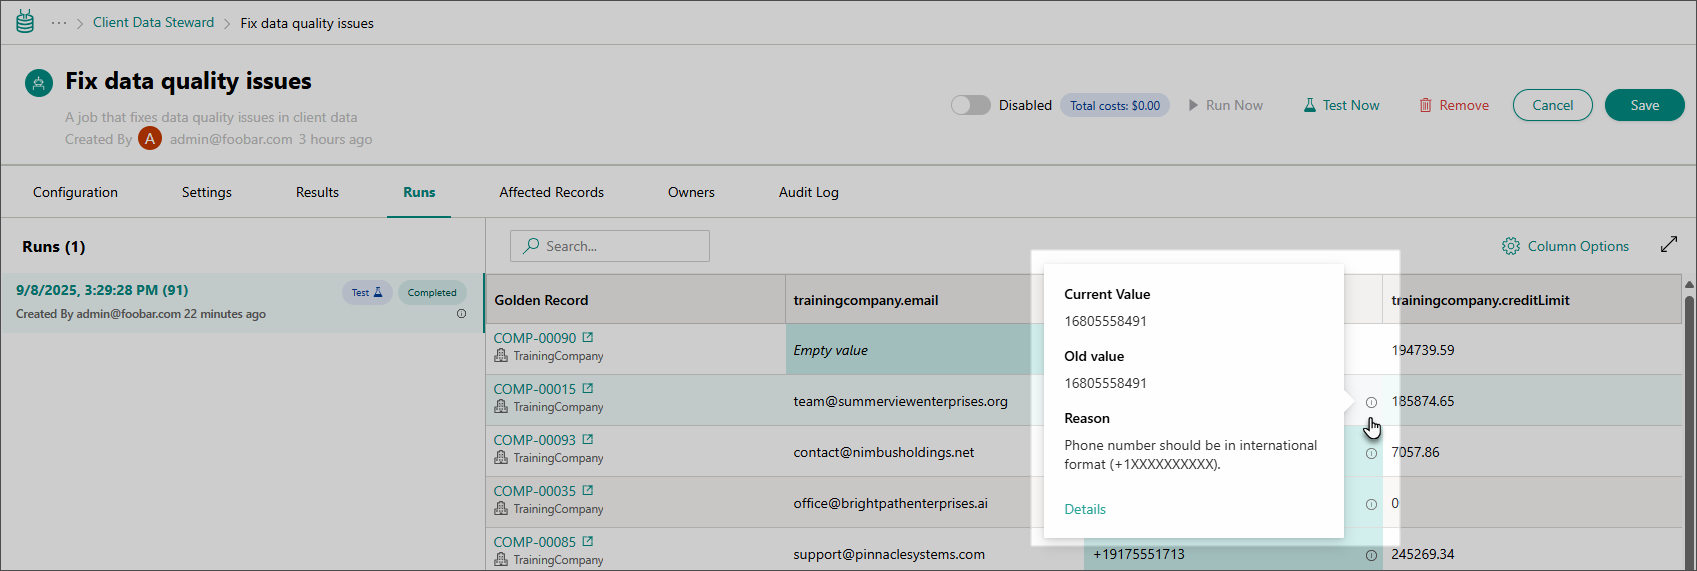 ··· > Client Data Steward > Fix data quality issues
Fix data quality issues
A job that fixes data quality issues in client data
Created By A admin@foobar.com 3 hours ago
Disabled Total costs: $0.00 Run Now Test Now Remove Cancel Save
Configuration Settings Results Runs Affected Records Owners Audit Log
Runs (1)
9/8/2025, 3:29:28 PM (91) Test Completed
Created By admin@foobar.com 22 minutes ago
Search... Column Options
Golden Record trainingcompany.email trainingcompany.creditLimit
COMP-00090
TrainingCompany
Empty value 194739.59
COMP-00015
TrainingCompany
team@summerviewenterprises.org 185874.65
COMP-00093
TrainingCompany
contact@nimbusholdings.net 7057.86
COMP-00035
TrainingCompany
office@brightpathenterprises.ai 0
COMP-00085
TrainingCompany
support@pinnaclesystems.com +19175551713 245269.34
Current Value
16805558491
Old value
16805558491
Reason
Phone number should be in international
format (+1XXXXXXXXXX).
Details